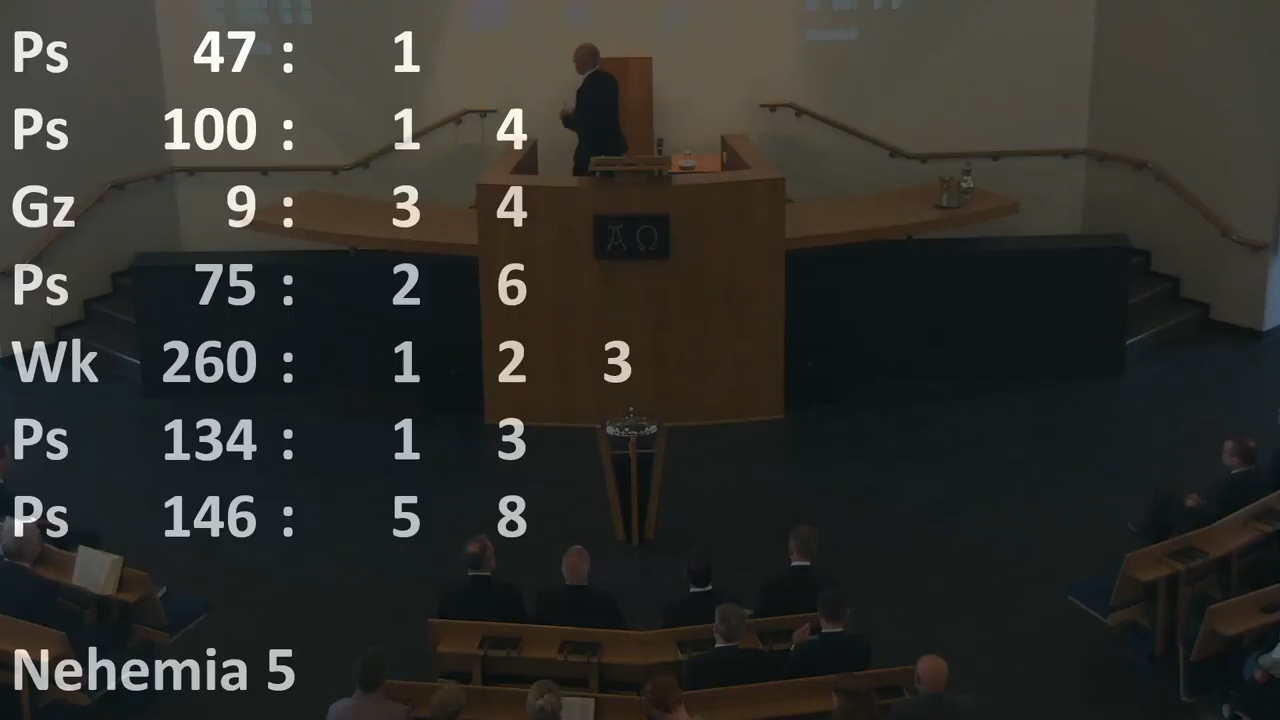 Ps 47 : 1
Ps 100 : 1 4
Gz 9 : 3 4
Ps 75 : 2 6
Wk 260 : 1 2 3
Ps 134 : 1 3
Ps 146 : 5 8
Α Ω
Nehemia 5